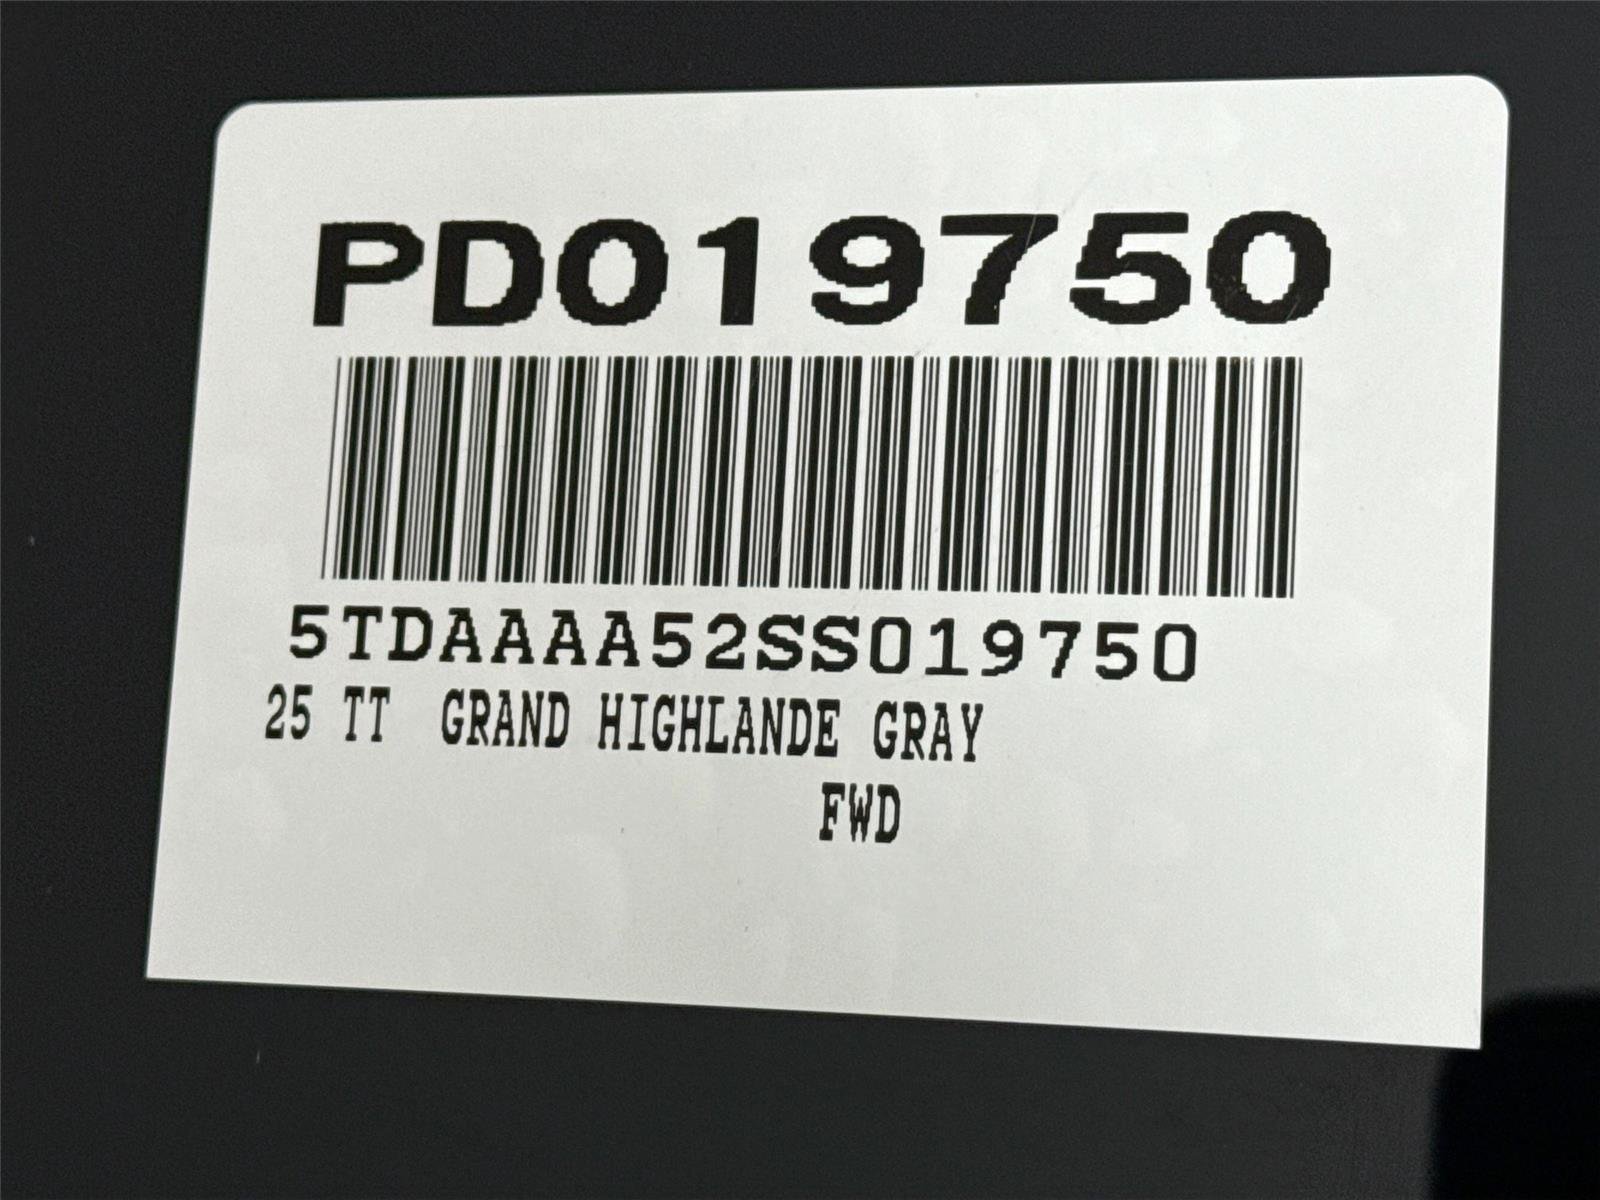 PD019750
5TDAAAA52SS019750
25 TT GRAND HIGHLANDE GRAY
FWD